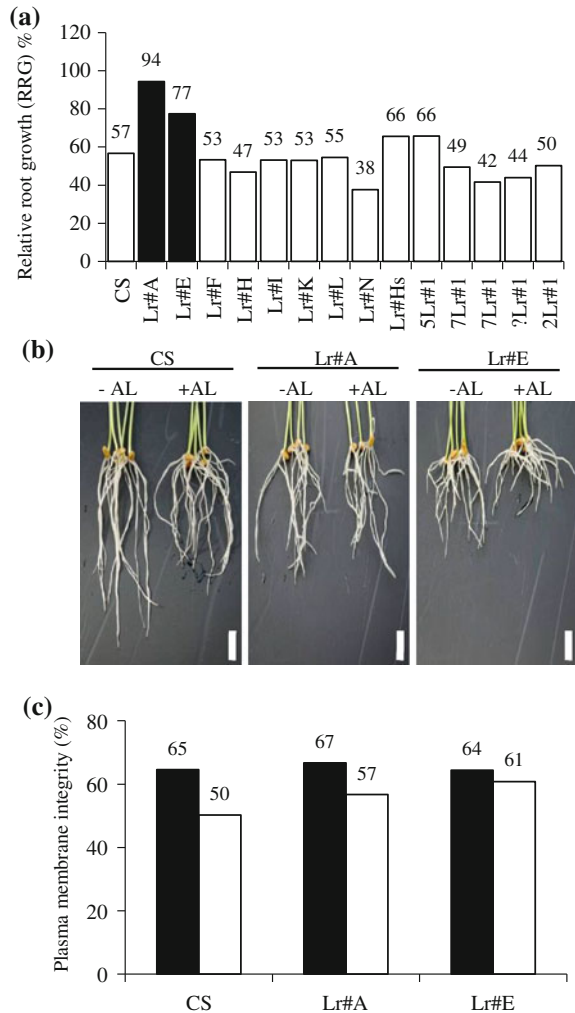 (a)
Relative root growth (RRG) %
120
100
80
60
40
20
0
57
94
77
53
47
53
53
55
38
66
66
49
42
44
50
CS
Lr#A
Lr#E
Lr#F
Lr#H
Lr#I
Lr#K
Lr#L
Lr#N
Lr#Hs
5Lr#1
7Lr#1
7Lr#1
?Lr#1
2Lr#1
(b)
CS Lr#A Lr#E
- AL +AL -AL +AL -AL +AL
(c)
Plasma membrane integrity (%)
80
60
40
20
0
65
50
67
57
64
61
CS Lr#A Lr#E